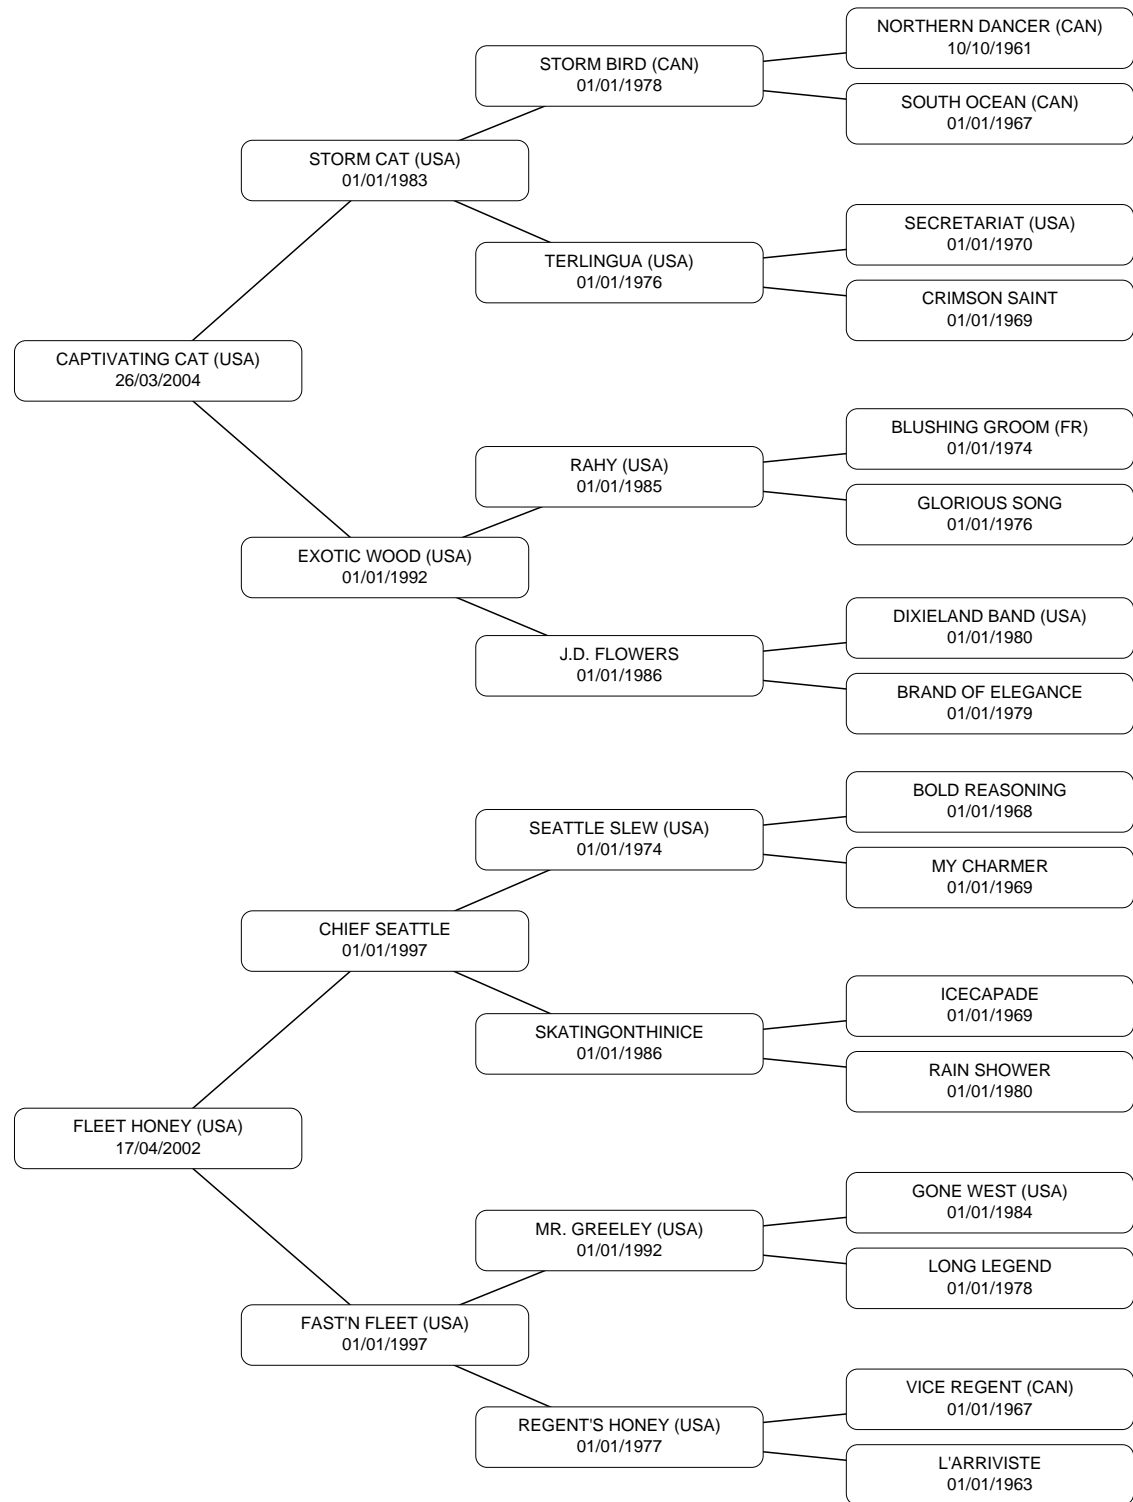 NORTHERN DANCER (CAN)
10/10/1961
STORM BIRD (CAN)
01/01/1978
SOUTH OCEAN (CAN)
01/01/1967
STORM CAT (USA)
01/01/1983
SECRETARIAT (USA)
01/01/1970
TERLINGUA (USA)
01/01/1976
CRIMSON SAINT
01/01/1969
CAPTIVATING CAT (USA)
26/03/2004
BLUSHING GROOM (FR)
01/01/1974
RAHY (USA)
01/01/1985
GLORIOUS SONG
01/01/1976
EXOTIC WOOD (USA)
01/01/1992
DIXIELAND BAND (USA)
01/01/1980
J.D. FLOWERS
01/01/1986
BRAND OF ELEGANCE
01/01/1979
BOLD REASONING
01/01/1968
SEATTLE SLEW (USA)
01/01/1974
MY CHARMER
01/01/1969
CHIEF SEATTLE
01/01/1997
ICECAPADE
01/01/1969
SKATINGONTHINICE
01/01/1986
RAIN SHOWER
01/01/1980
FLEET HONEY (USA)
17/04/2002
GONE WEST (USA)
01/01/1984
MR. GREELEY (USA)
01/01/1992
LONG LEGEND
01/01/1978
FAST'N FLEET (USA)
01/01/1997
VICE REGENT (CAN)
01/01/1967
REGENT'S HONEY (USA)
01/01/1977
L'ARRIVISTE
01/01/1963